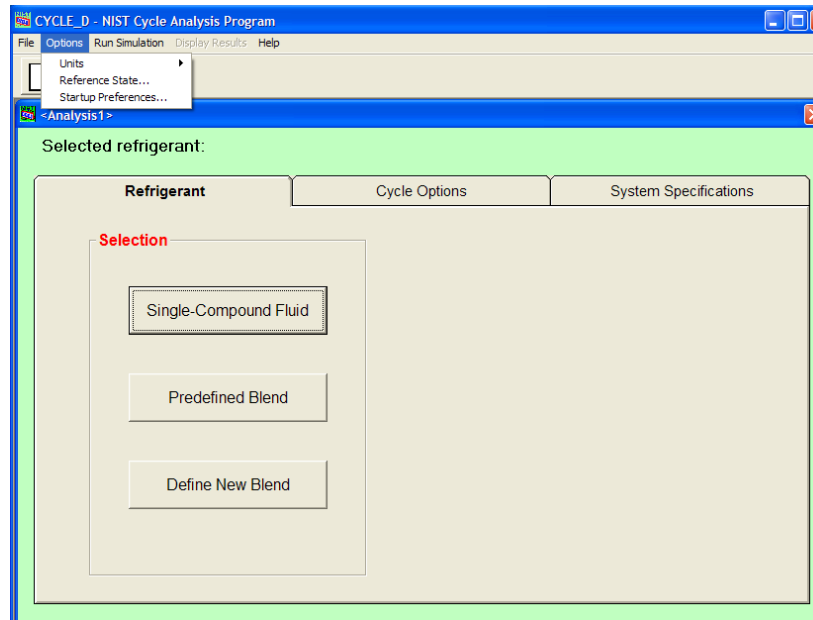 CYCLE_D - NIST Cycle Analysis Program
File Options Run Simulation Display Results Help
Units
Reference State...
Startup Preferences...
<Analysis1>
Selected refrigerant:
Refrigerant Cycle Options System Specifications
Selection
Single-Compound Fluid
Predefined Blend
Define New Blend